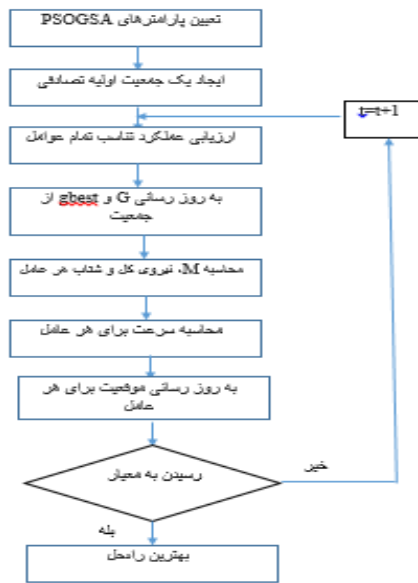 تعیین پارامترهای PSOGSA
ایجاد یک جمعیت اولیه تصادفی
t=t+1
ارزیابی عملکرد تناسب تمام عوامل
به روز رسانی G و gbest از
جمعیت
محاسبه M، نیروی کل و شتاب هر عامل
محاسبه سرعت برای هر عامل
به روز رسانی موقعیت برای هر
عامل
رسیدن به معیار
خیر
بله
بهترین راه‌حل